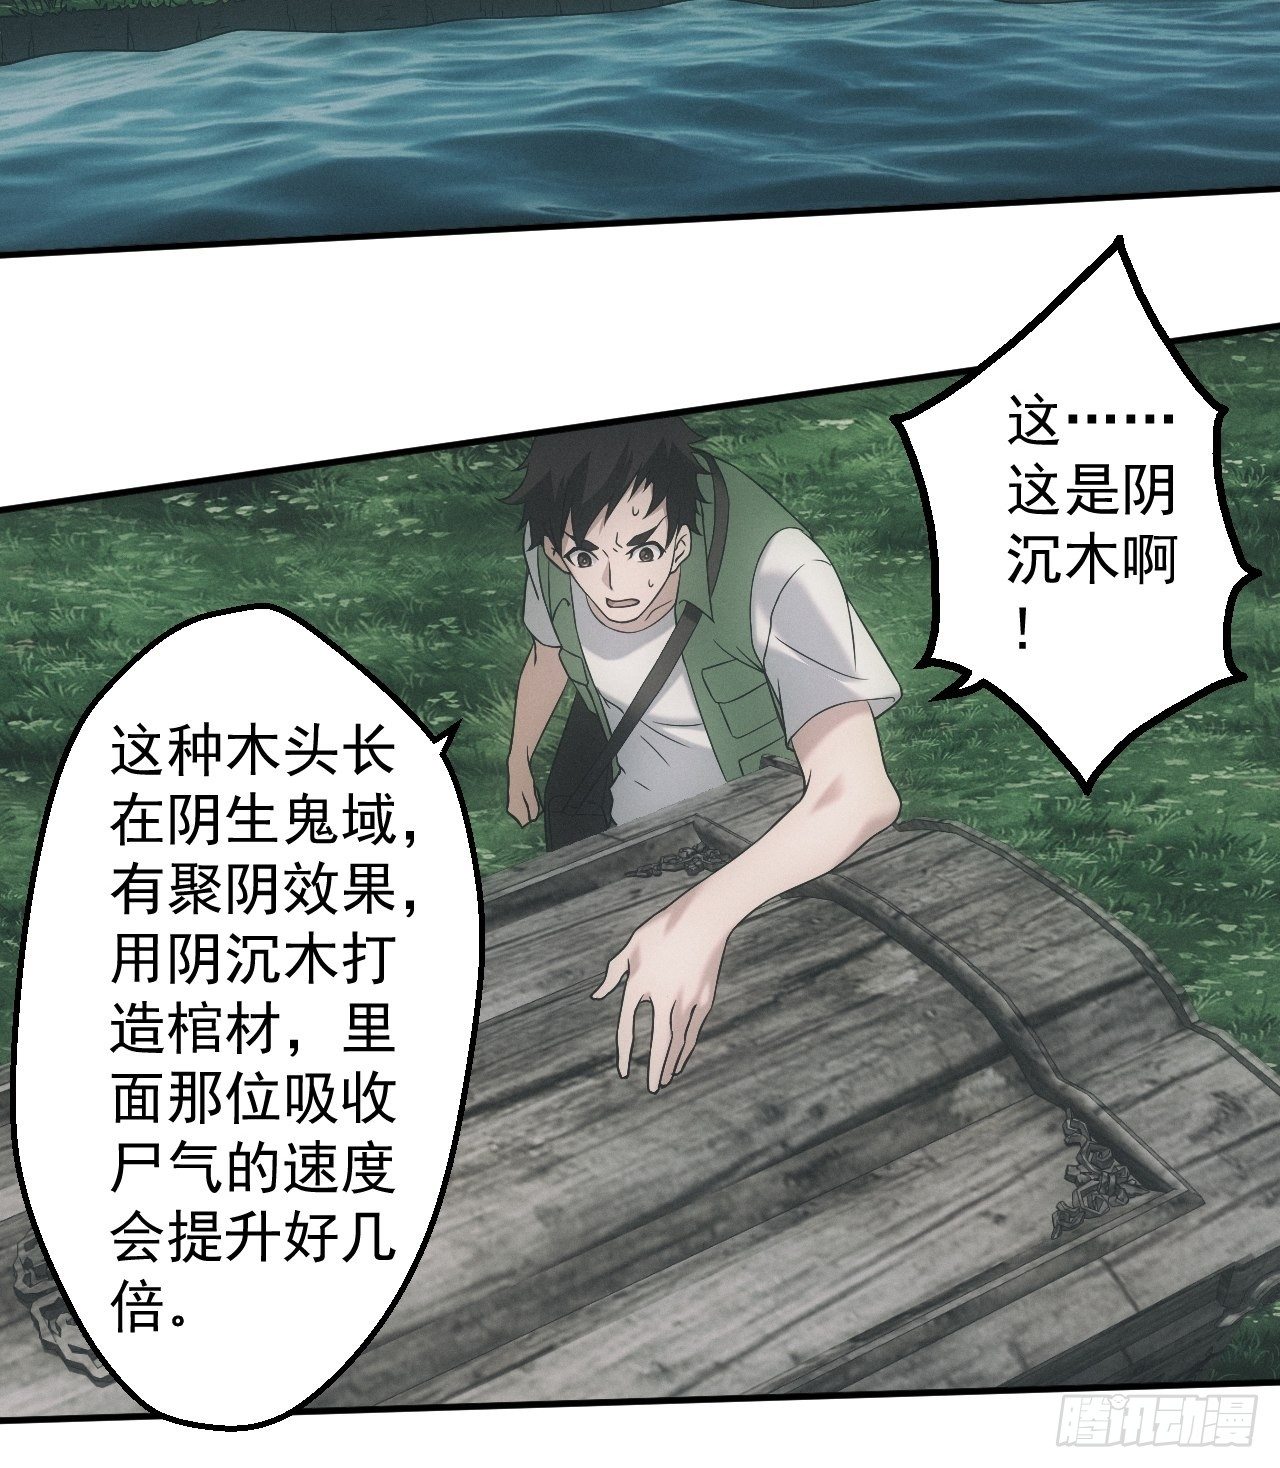 这……
这是阴
沉木啊
！
这种木头长
在阴生鬼域，
有聚阴效果，
用阴沉木打
造棺材，里
面那位吸收
尸气的速度
会提升好几
倍。
腾讯动漫